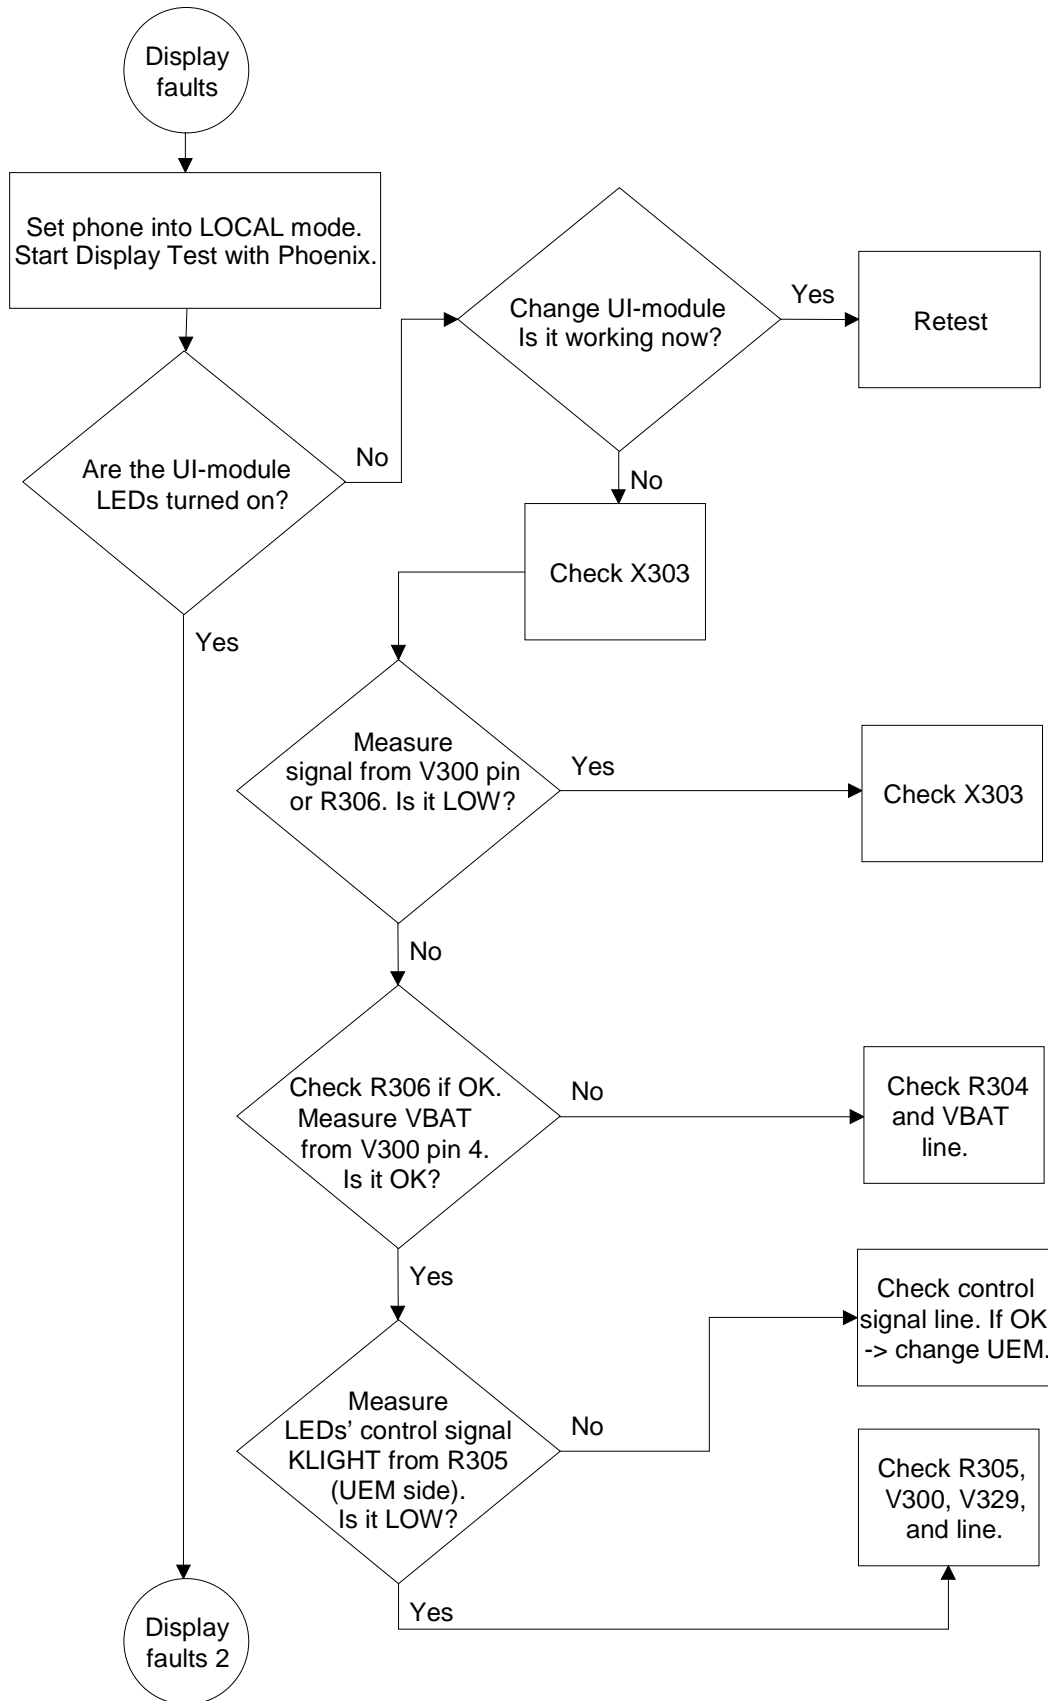 Display
faults
Set phone into LOCAL mode.
Start Display Test with Phoenix.
Are the UI-module
LEDs turned on?
No
Yes
Change UI-module
Is it working now?
Yes
Retest
No
Check X303
Measure
signal from V300 pin
or R306. Is it LOW?
Yes
Check X303
No
Check R306 if OK.
Measure VBAT
from V300 pin 4.
Is it OK?
No
Check R304
and VBAT
line.
Yes
Measure
LEDs’ control signal
KLIGHT from R305
(UEM side).
Is it LOW?
No
Check control
signal line. If OK
-> change UEM.
Yes
Check R305,
V300, V329,
and line.
Display
faults 2